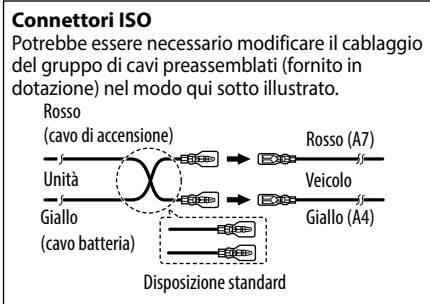 Connettori ISO
Potrebbe essere necessario modificare il cablaggio
del gruppo di cavi preassemblati (fornito in
dotazione) nel modo qui sotto illustrato.
Rosso
(cavo di accensione)
Rosso (A7)
Unità
Veicolo
Giallo
(cavo batteria)
Giallo (A4)
Disposizione standard